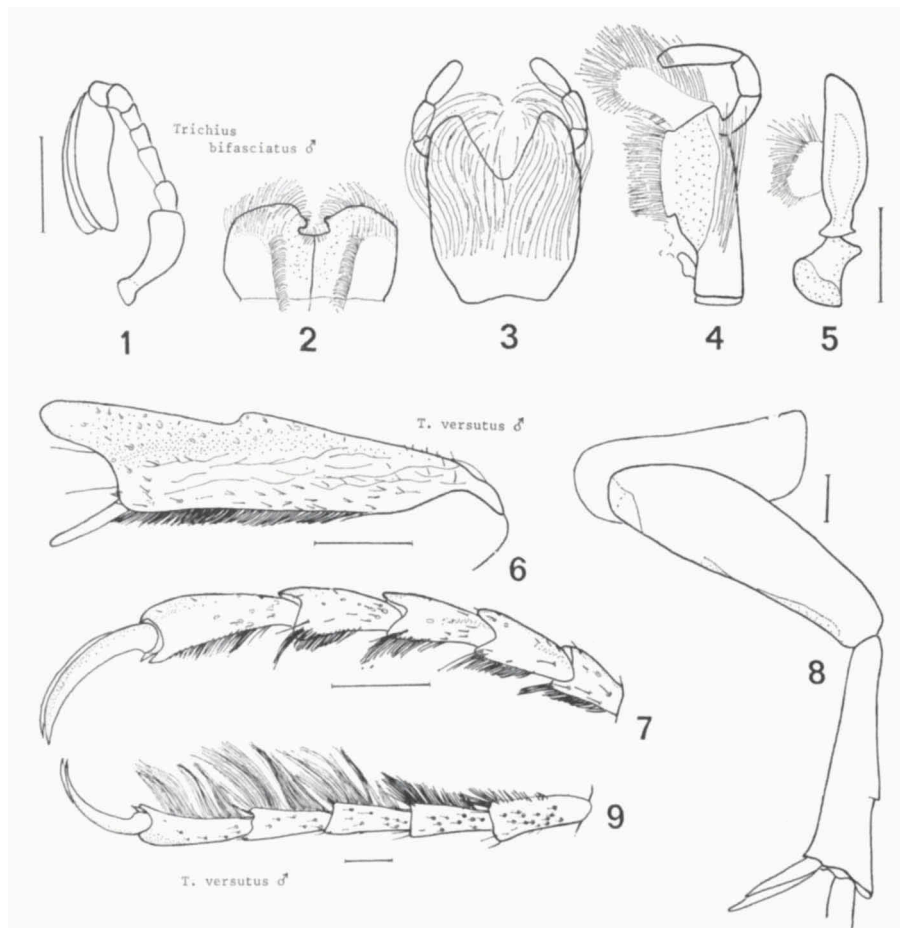 Trichius
bifasciatus ♂
1
2
3
4
5
T. versutus ♂
6
7
8
9
T. versutus ♂